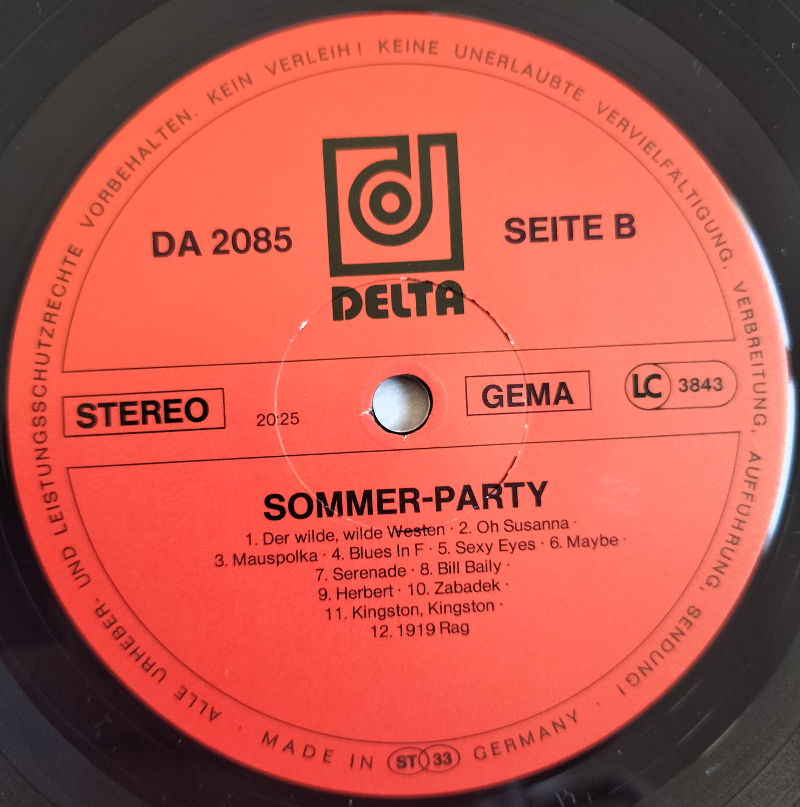 ALLE URHEBER- UND LEISTUNGSSCHUTZRECHTE VORBEHALTEN. KEIN VERLEIH! KEINE UNERLAUBTE VERVIELFÄLTIGUNG, VERBREITUNG, AUFFÜHRUNG, SENDUNG!
DA 2085
SEITE B
DELTA
STEREO
20:25
GEMA
LC 3843
SOMMER-PARTY
1. Der wilde, wilde Westen · 2. Oh Susanna ·
3. Mauspolka · 4. Blues In F · 5. Sexy Eyes · 6. Maybe ·
7. Serenade · 8. Bill Baily ·
9. Herbert · 10. Zabadek ·
11. Kingston, Kingston ·
12. 1919 Rag
· MADE IN ST 33 GERMANY ·